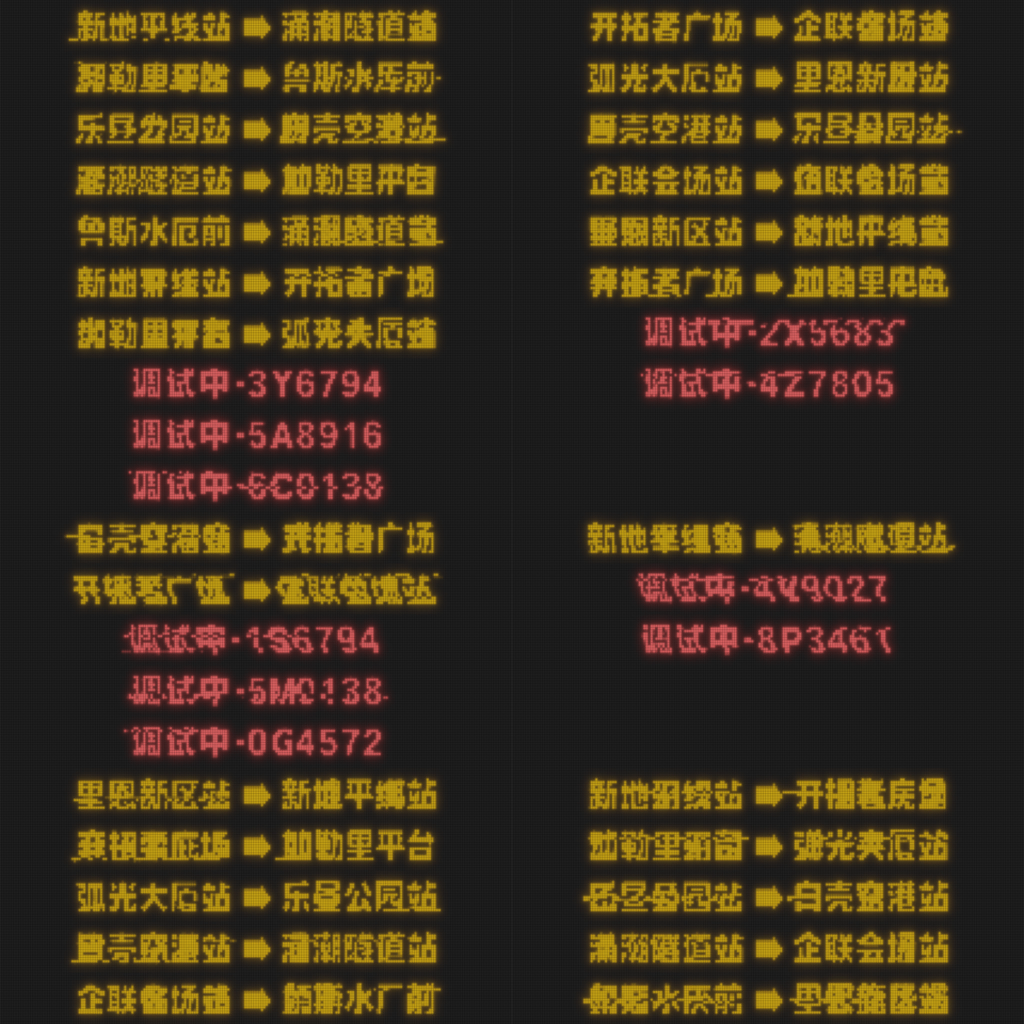 新地平线站 ➡ 涌潮隧道站
加勒里平台 ➡ 鲁斯水库前
乐昼公园站 ➡ 白壳空港站
涌潮隧道站 ➡ 加勒里平台
鲁斯水库前 ➡ 涌潮隧道站
新地平线站 ➡ 开拓者广场
加勒里平台 ➡ 弧光大厦站
调试中-3Y6794
调试中-5A8916
调试中-6C0138
白壳空港站 ➡ 开拓者广场
开拓者广场 ➡ 企联会场站
调试中-1S6794
调试中-5M0138
调试中-0G4572
里恩新区站 ➡ 新地平线站
开拓者广场 ➡ 加勒里平台
弧光大厦站 ➡ 乐昼公园站
白壳空港站 ➡ 涌潮隧道站
企联会场站 ➡ 鲁斯水库前
开拓者广场 ➡ 企联会场站
弧光大厦站 ➡ 里恩新区站
白壳空港站 ➡ 乐昼公园站
企联会场站 ➡ 企联会场站
里恩新区站 ➡ 新地平线站
开拓者广场 ➡ 加勒里平台
调试中-2X5683
调试中-4Z7805
新地平线站 ➡ 涌潮隧道站
调试中-4V9027
调试中-8P3461
新地平线站 ➡ 开拓者广场
加勒里平台 ➡ 弧光大厦站
乐昼公园站 ➡ 白壳空港站
涌潮隧道站 ➡ 企联会场站
鲁斯水库前 ➡ 里恩新区站